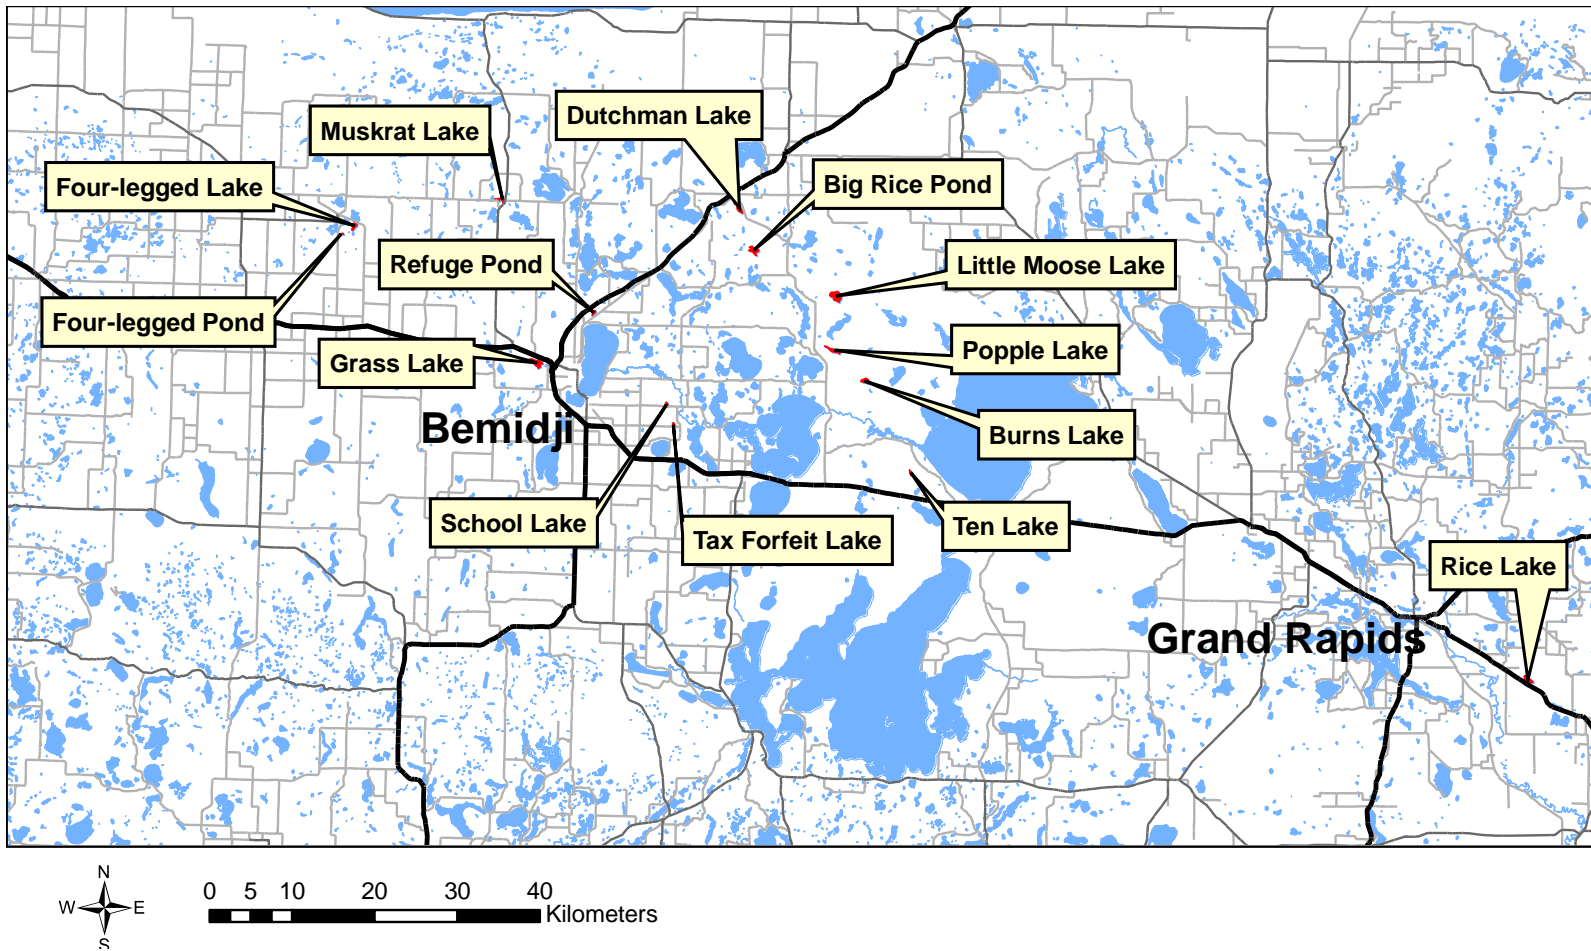 Dutchman Lake
Muskrat Lake
Four-legged Lake
Big Rice Pond
Refuge Pond
Little Moose Lake
Four-legged Pond
Grass Lake
Popple Lake
Bemidji
Burns Lake
School Lake
Tax Forfeit Lake
Ten Lake
Rice Lake
Grand Rapids
N
W E
S
0 5 10 20 30 40
Kilometers